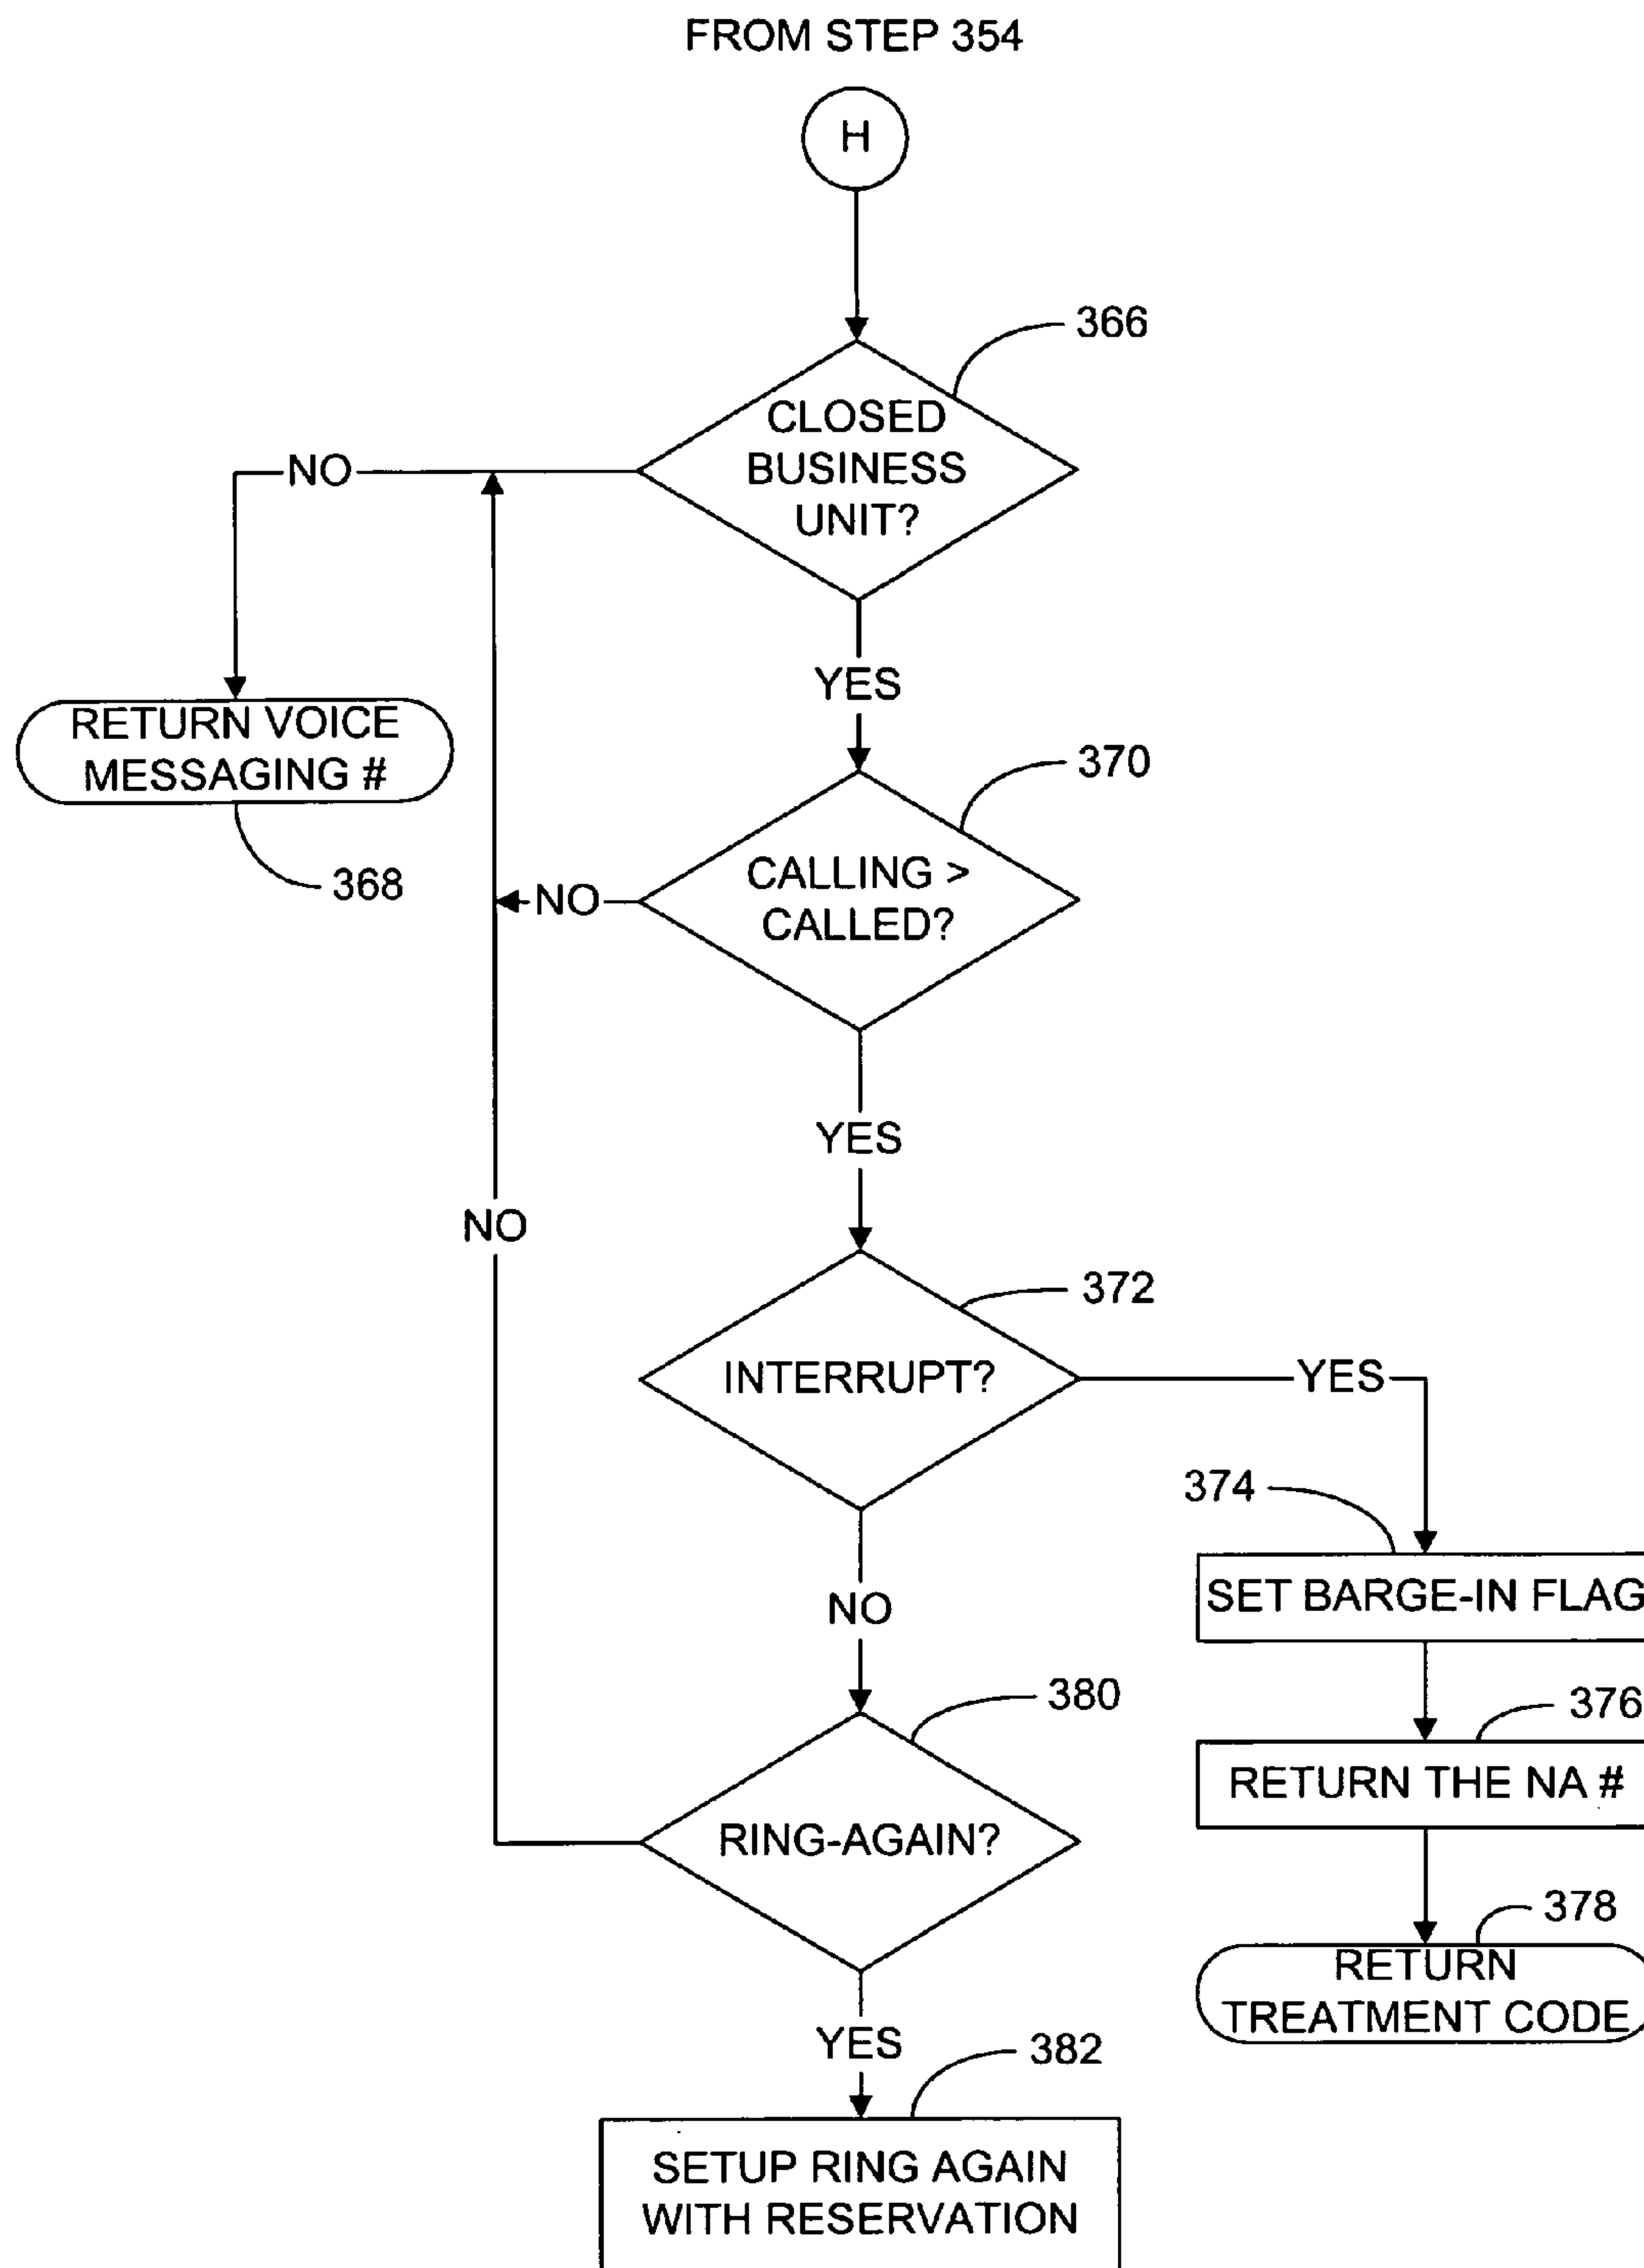 FROM STEP 354
H
366
CLOSED
BUSINESS
UNIT?
NO
YES
RETURN VOICE
MESSAGING #
368
370
CALLING >
CALLED?
NO
YES
NO
372
INTERRUPT?
YES
374
SET BARGE-IN FLAG
NO
376
RETURN THE NA #
380
RING-AGAIN?
378
RETURN
TREATMENT CODE
YES
382
SETUP RING AGAIN
WITH RESERVATION